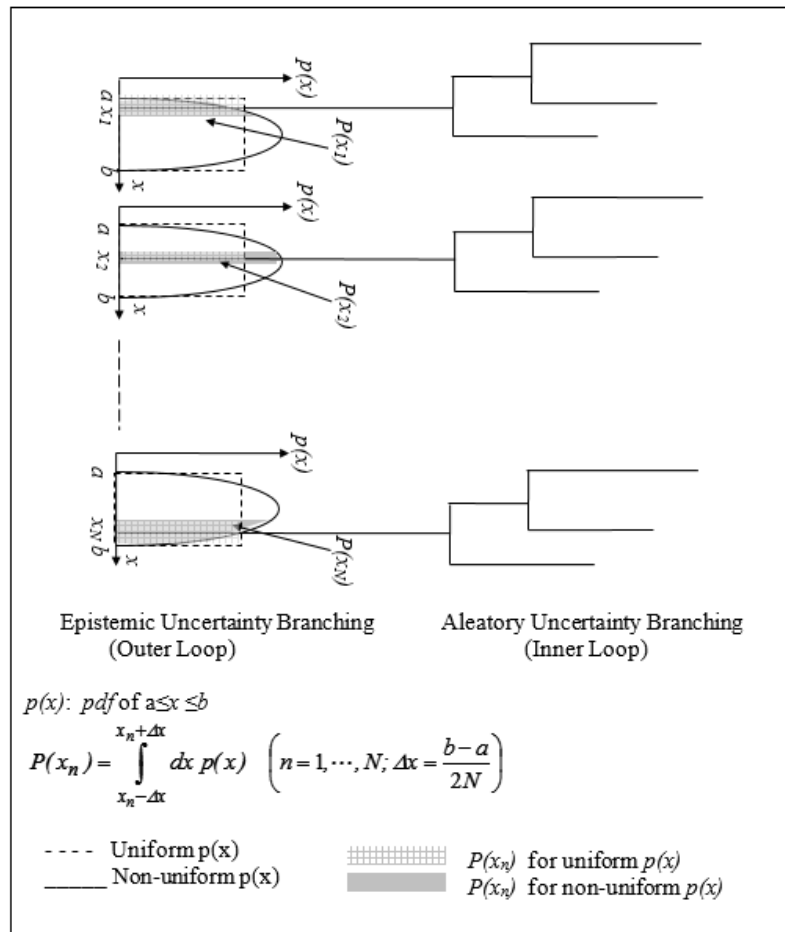 p(x)
a x1
P(x1)
b
x
p(x)
a
x2
P(x2)
b
x
p(x)
a
xN
P(xN)
b
x
Epistemic Uncertainty Branching
(Outer Loop)
Aleatory Uncertainty Branching
(Inner Loop)
p(x): pdf of a≤x ≤b
P(xn) = ∫_{xn−Δx}^{xn+Δx} dx p(x) (n = 1,⋯, N; Δx = (b−a)/(2N))
---- Uniform p(x)
_____ Non-uniform p(x)
P(xn) for uniform p(x)
P(xn) for non-uniform p(x)